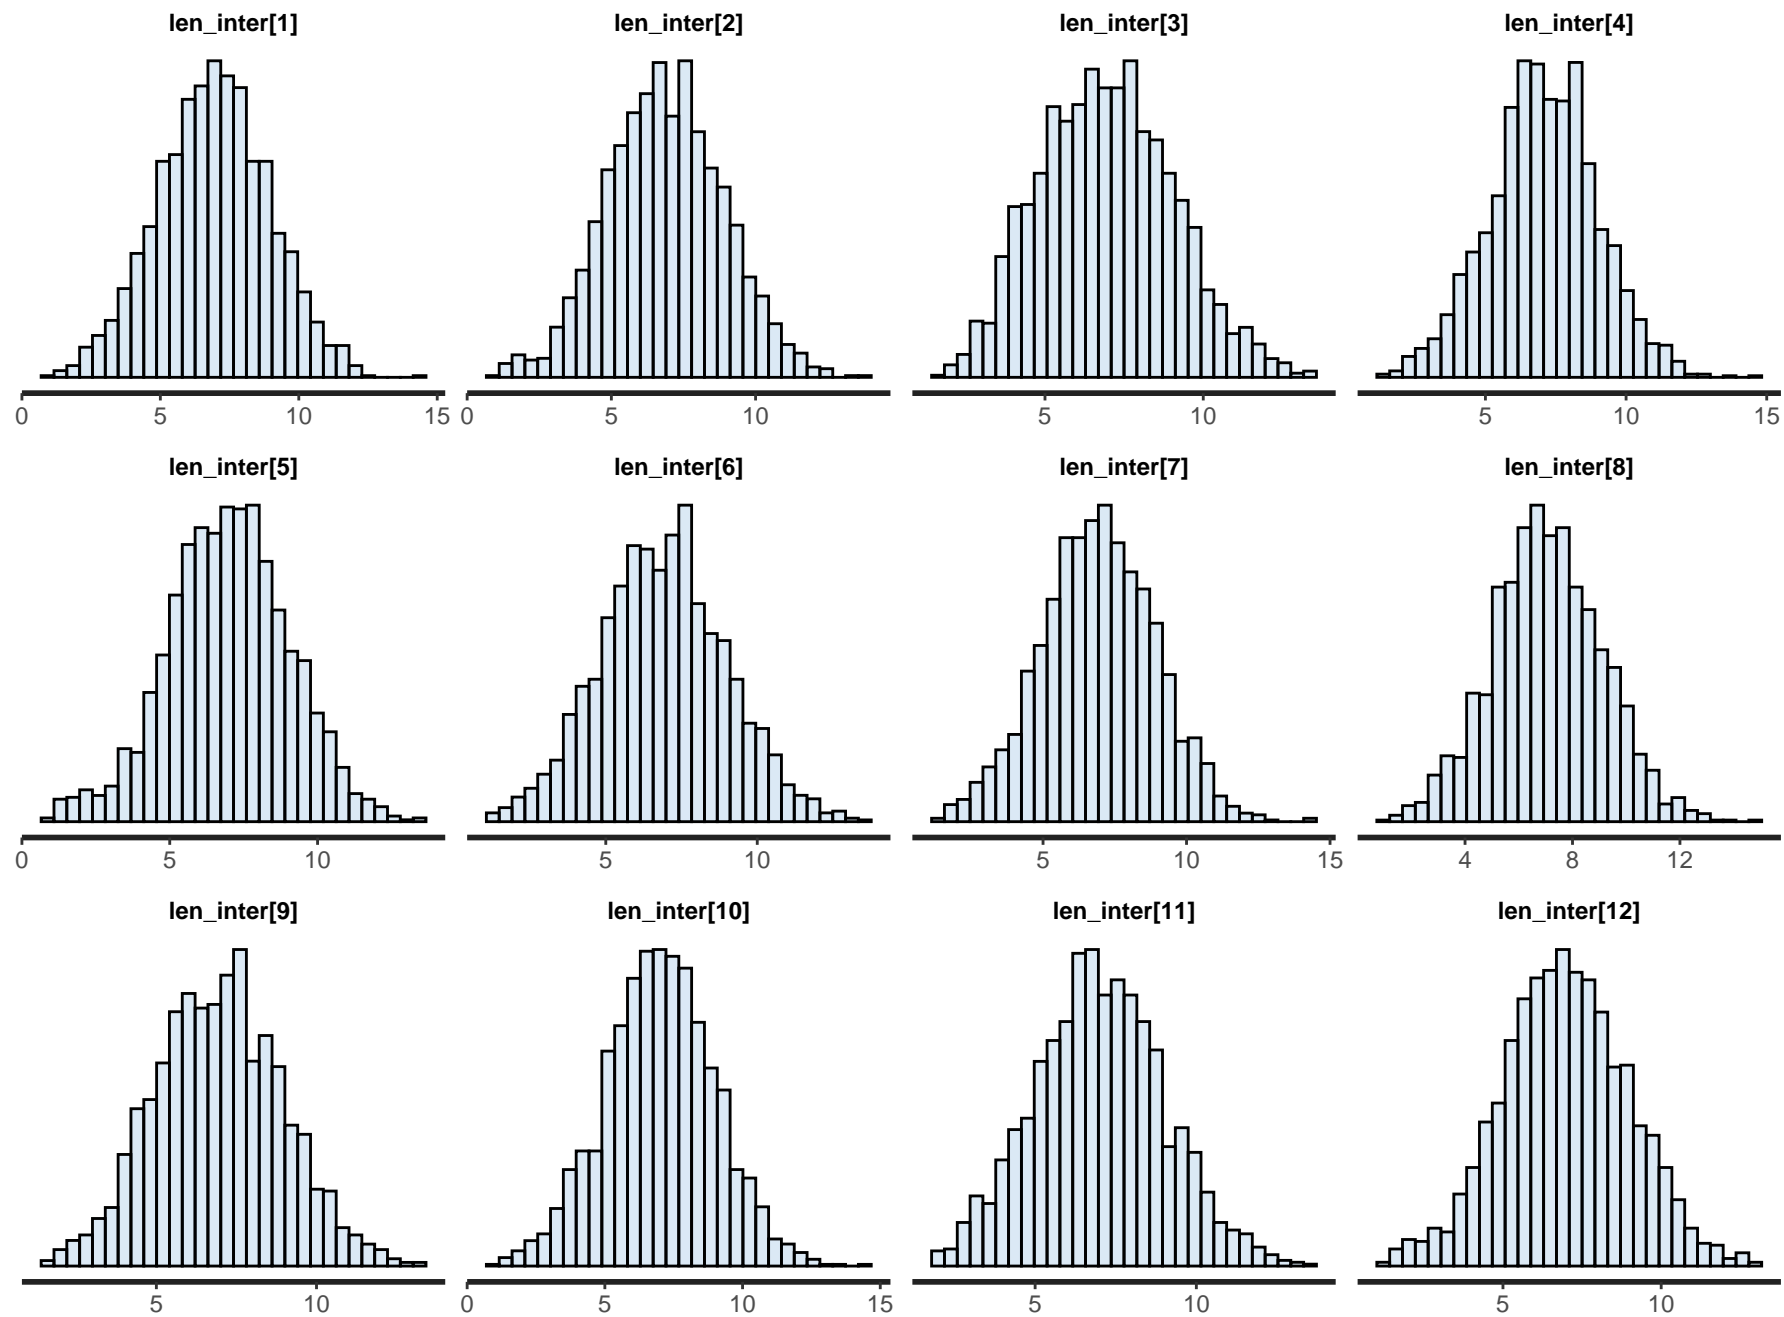 len_inter[1] len_inter[2] len_inter[3] len_inter[4]
0 5 10 15 0 5 10 5 10 5 10 15
len_inter[5] len_inter[6] len_inter[7] len_inter[8]
0 5 10 5 10 5 10 15 4 8 12
len_inter[9] len_inter[10] len_inter[11] len_inter[12]
5 10 0 5 10 15 5 10 5 10